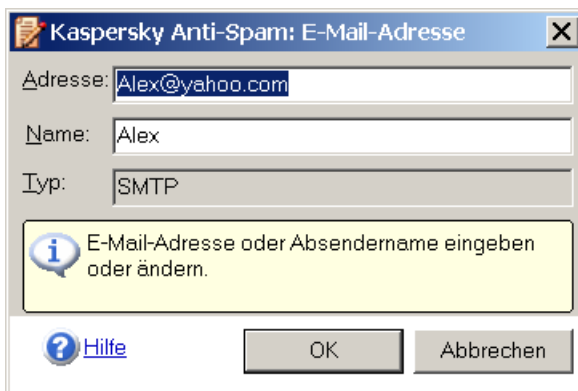 Kaspersky Anti-Spam: E-Mail-Adresse
Adresse: Alex@yahoo.com
Name: Alex
Typ: SMTP
E-Mail-Adresse oder Absendername eingeben
oder ändern.
Hilfe OK Abbrechen